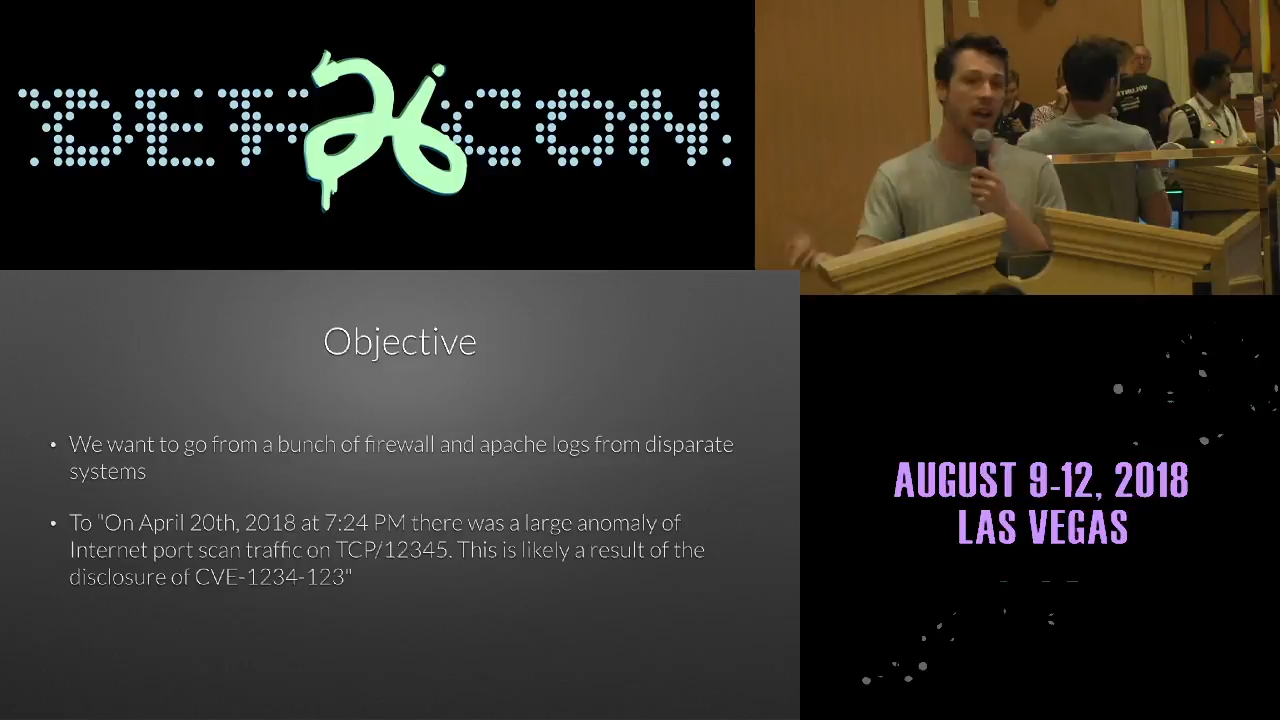 DEF 26 CON
Objective
• We want to go from a bunch of firewall and apache logs from disparate
systems
• To "On April 20th, 2018 at 7:24 PM there was a large anomaly of
Internet port scan traffic on TCP/12345. This is likely a result of the
disclosure of CVE-1234-123"
AUGUST 9-12, 2018
LAS VEGAS